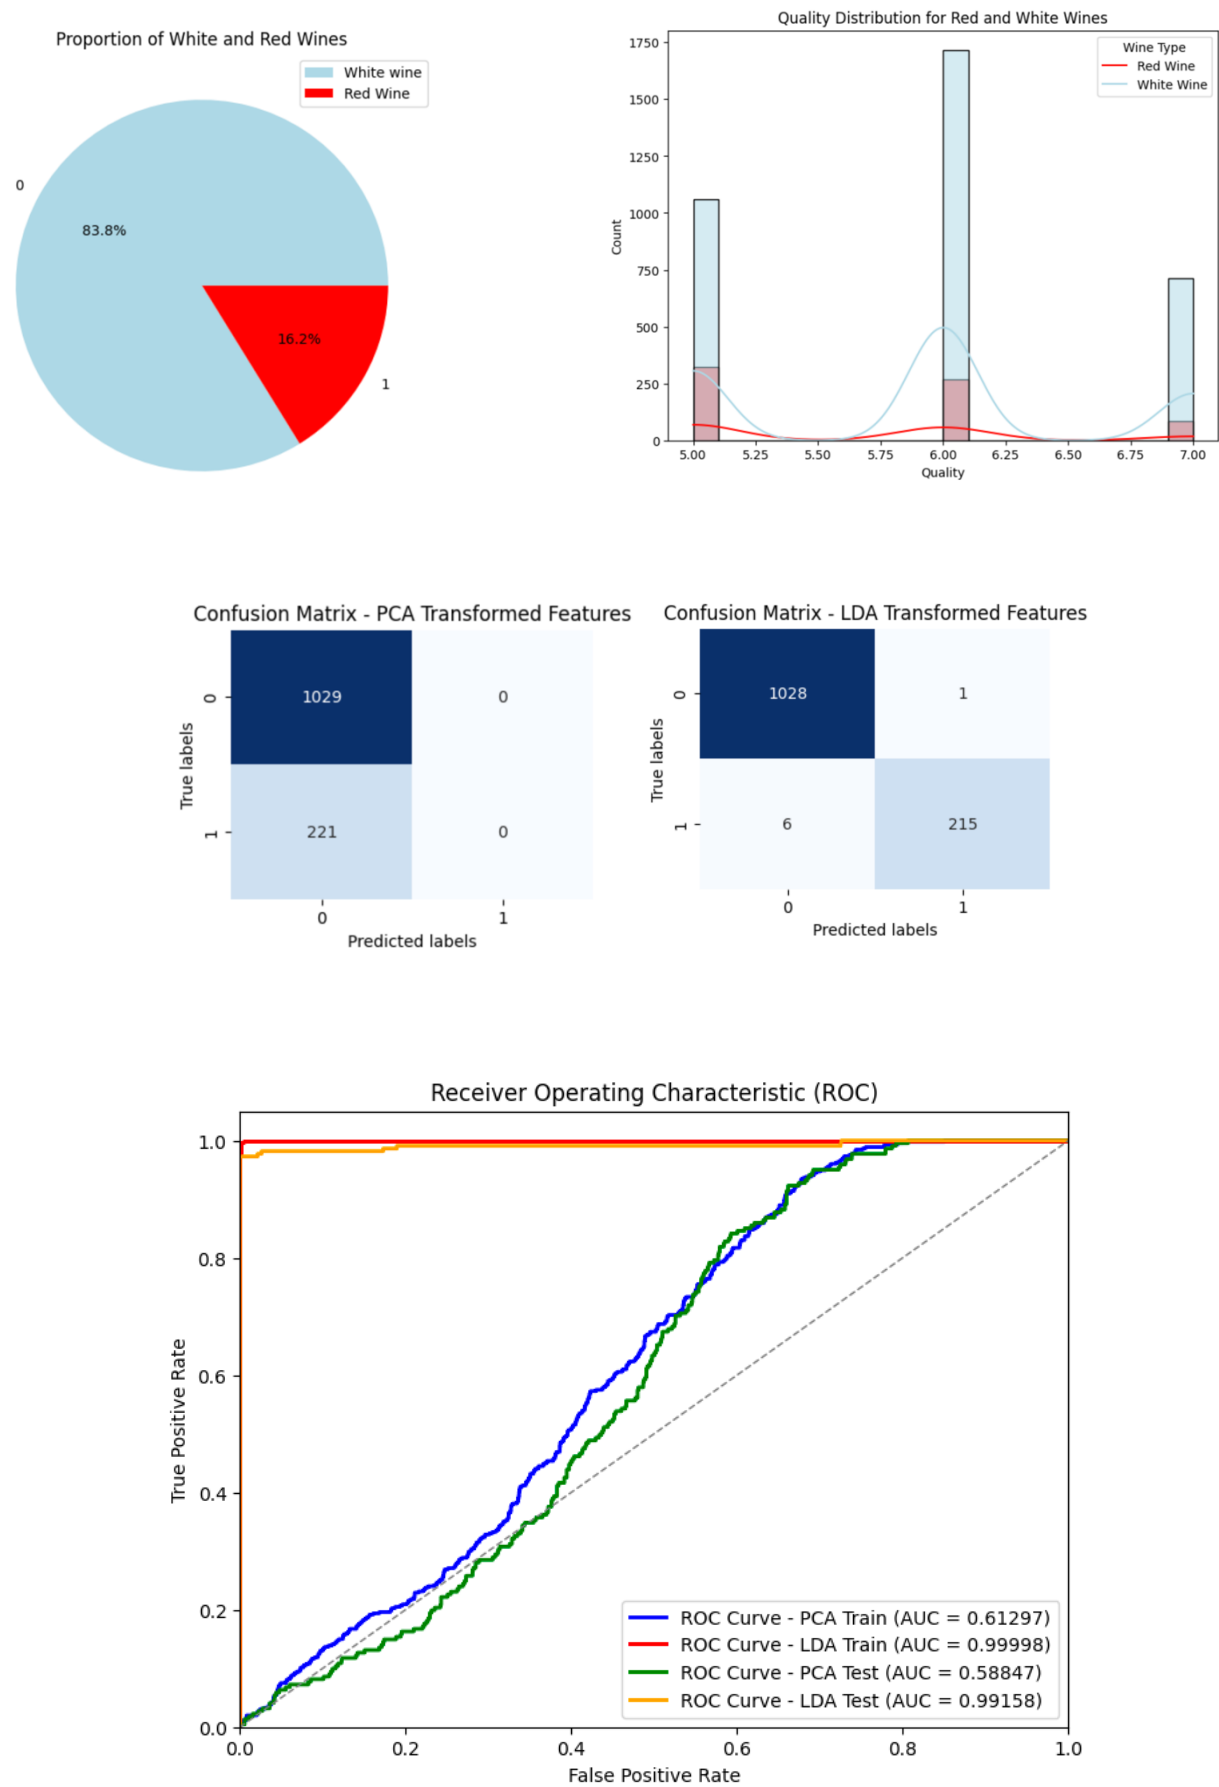 Proportion of White and Red Wines
White wine
Red Wine
0
83.8%
16.2%
1
Quality Distribution for Red and White Wines
Wine Type
Red Wine
White Wine
Count
1750
1500
1250
1000
750
500
250
0
5.00 5.25 5.50 5.75 6.00 6.25 6.50 6.75 7.00
Quality
Confusion Matrix - PCA Transformed Features
True labels
0
1029 0
1
221 0
0 1
Predicted labels
Confusion Matrix - LDA Transformed Features
True labels
0
1028 1
1
6 215
0 1
Predicted labels
Receiver Operating Characteristic (ROC)
True Positive Rate
1.0
0.8
0.6
0.4
0.2
0.0
ROC Curve - PCA Train (AUC = 0.61297)
ROC Curve - LDA Train (AUC = 0.99998)
ROC Curve - PCA Test (AUC = 0.58847)
ROC Curve - LDA Test (AUC = 0.99158)
0.0 0.2 0.4 0.6 0.8 1.0
False Positive Rate